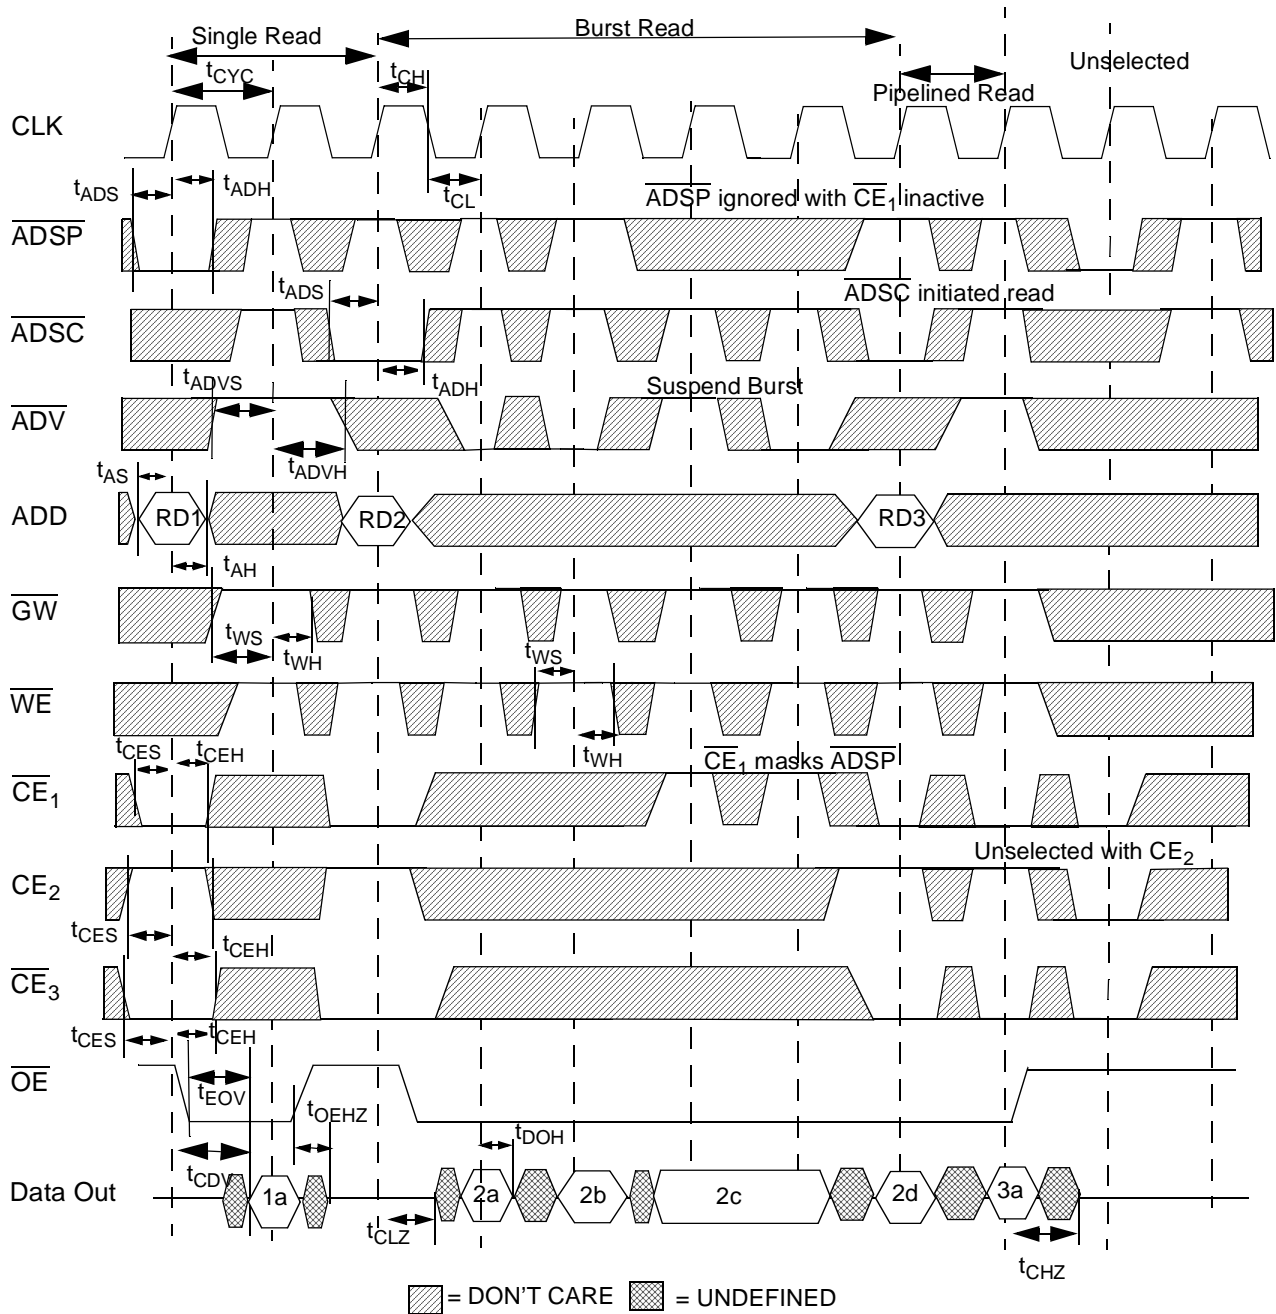 Single Read
Burst Read
Unselected
tCYC
tCH
Pipelined Read
CLK
tADS
tADH
tCL
ADSP ignored with CE1 inactive
ADSP
tADS
ADSC initiated read
ADSC
tADVS
tADH
Suspend Burst
ADV
tAS
tADVH
ADD
RD1
RD2
RD3
tAH
GW
tWS
tWH
tWS
WE
tCES
tCEH
tWH
CE1 masks ADSP
CE1
Unselected with CE2
CE2
tCES
tCEH
CE3
tCES
tCEH
OE
tEOV
tOEHZ
tDOH
tCDV
Data Out
1a
2a
2b
2c
2d
3a
tCLZ
tCHZ
= DON'T CARE
= UNDEFINED